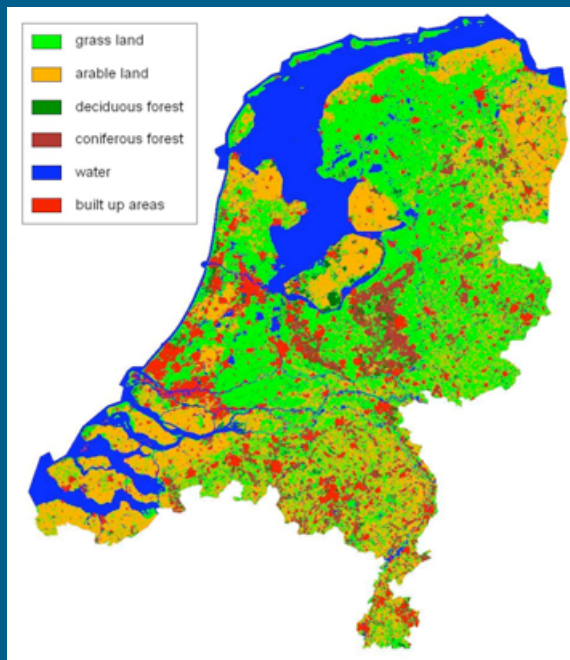 grass land
arable land
deciduous forest
coniferous forest
water
built up areas